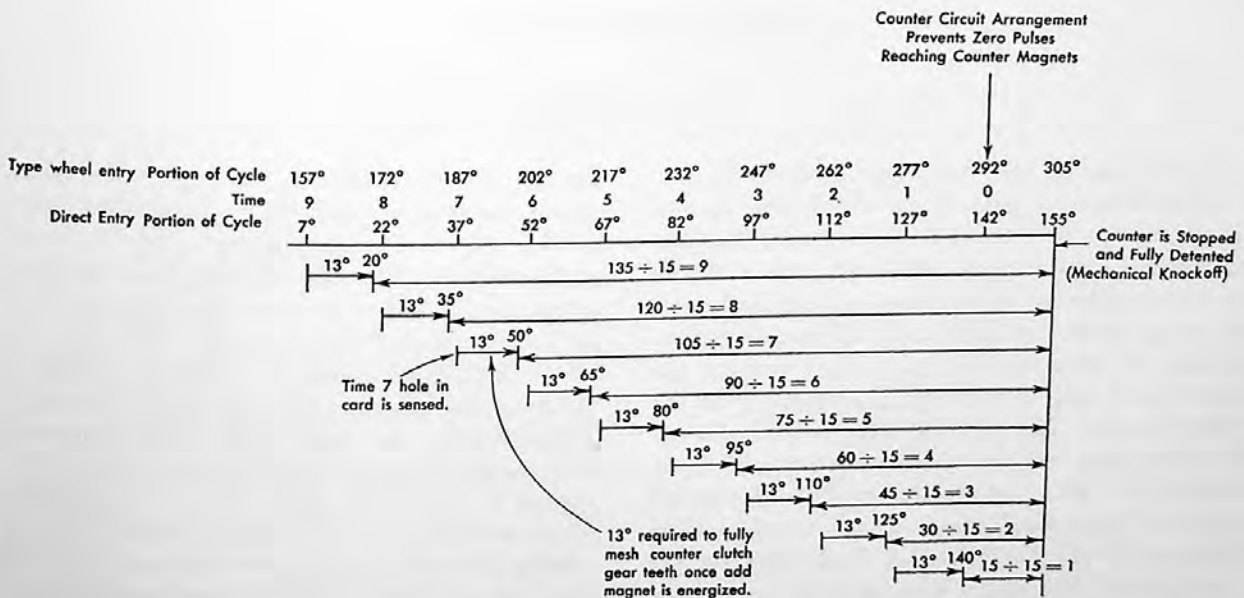 Counter Circuit Arrangement
Prevents Zero Pulses
Reaching Counter Magnets
Type wheel entry Portion of Cycle 157° 172° 187° 202° 217° 232° 247° 262° 277° 292° 305°
Time 9 8 7 6 5 4 3 2 1 0
Direct Entry Portion of Cycle 7° 22° 37° 52° 67° 82° 97° 112° 127° 142° 155°
Counter is Stopped
and Fully Detented
(Mechanical Knockoff)
13° 20° 135 ÷ 15 = 9
13° 35° 120 ÷ 15 = 8
13° 50° 105 ÷ 15 = 7
Time 7 hole in
card is sensed.
13° 65° 90 ÷ 15 = 6
13° 80° 75 ÷ 15 = 5
13° 95° 60 ÷ 15 = 4
13° 110° 45 ÷ 15 = 3
13° 125° 30 ÷ 15 = 2
13° 140° 15 ÷ 15 = 1
13° required to fully
mesh counter clutch
gear teeth once add
magnet is energized.